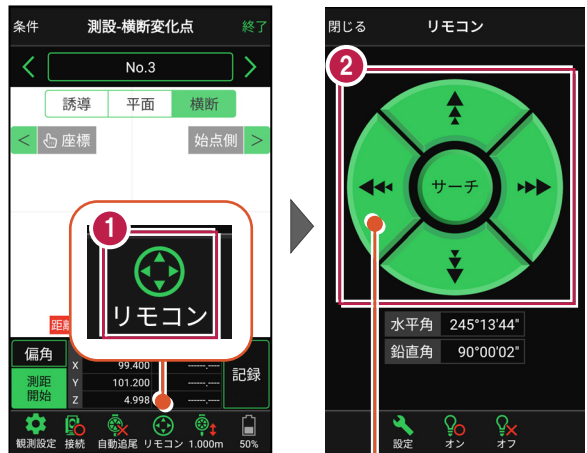 条件 測設-横断変化点 終了
No.3
誘導 平面 横断
< 座標 始点側 >
1
リモコン
偏角
測距
開始
X 99.400 ------.----
Y 101.200 ------.----
Z 4.998 ------.----
記録
観測設定 接続 自動追尾 リモコン 1.000m 50%
閉じる リモコン
2
サーチ
水平角 245°13'44"
鉛直角 90°00'02"
設定 オン オフ